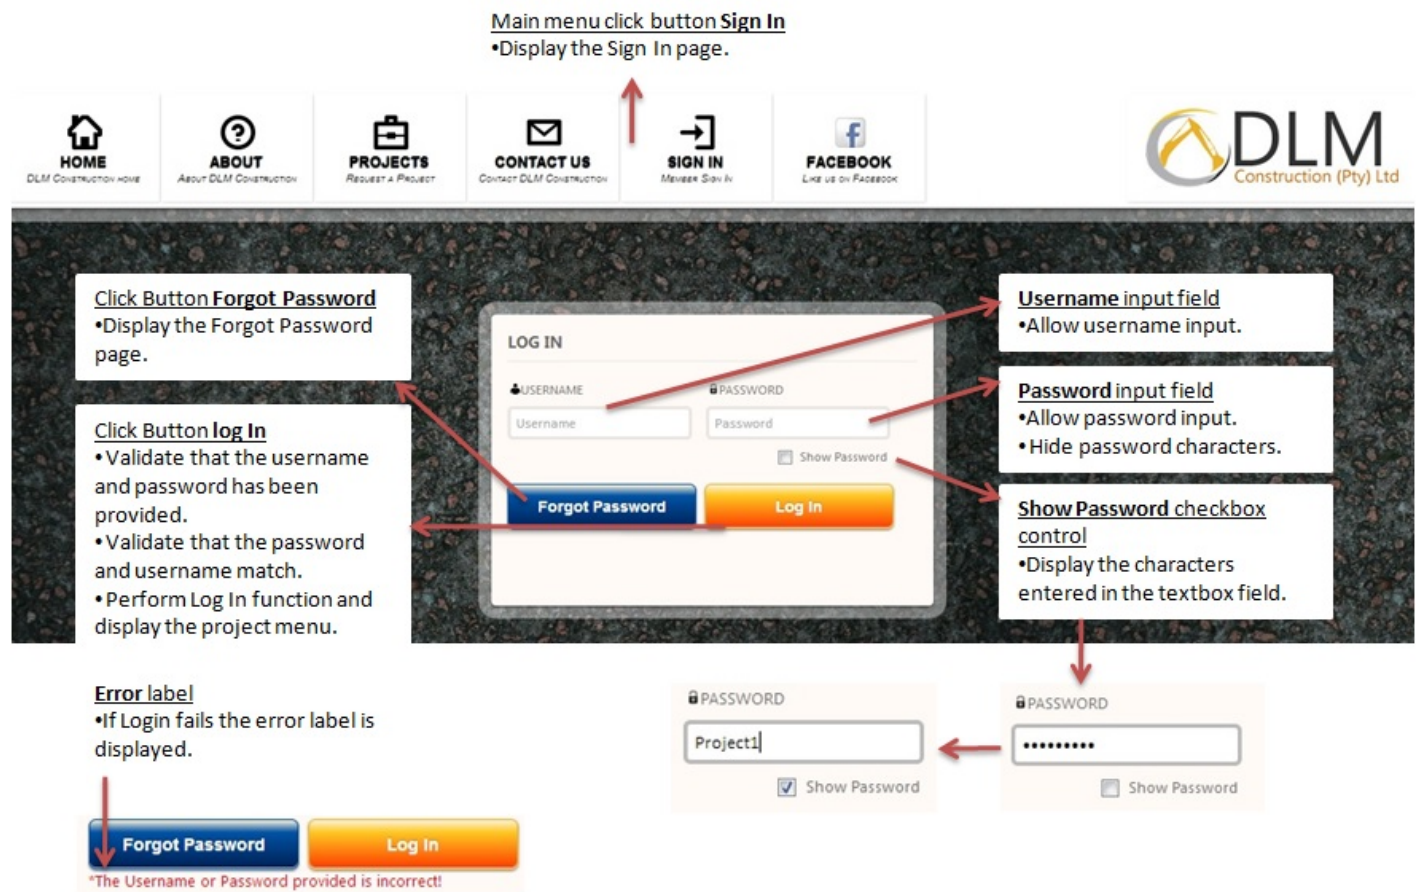 Main menu click button Sign In
•Display the Sign In page.
HOME
DLM Construction home
ABOUT
About DLM Construction
PROJECTS
Request a Project
CONTACT US
Contact DLM Construction
SIGN IN
Member Sign In
FACEBOOK
Like us on Facebook
DLM
Construction (Pty) Ltd
Click Button Forgot Password
•Display the Forgot Password
page.
Click Button log In
•Validate that the username
and password has been
provided.
•Validate that the password
and username match.
•Perform Log In function and
display the project menu.
LOG IN
USERNAME
PASSWORD
Username
Password
Show Password
Forgot Password
Log In
Username input field
•Allow username input.
Password input field
•Allow password input.
•Hide password characters.
Show Password checkbox
control
•Display the characters
entered in the textbox field.
Error label
•If Login fails the error label is
displayed.
Forgot Password
Log In
*The Username or Password provided is incorrect!
PASSWORD
Project1
Show Password
PASSWORD
•••••••••
Show Password